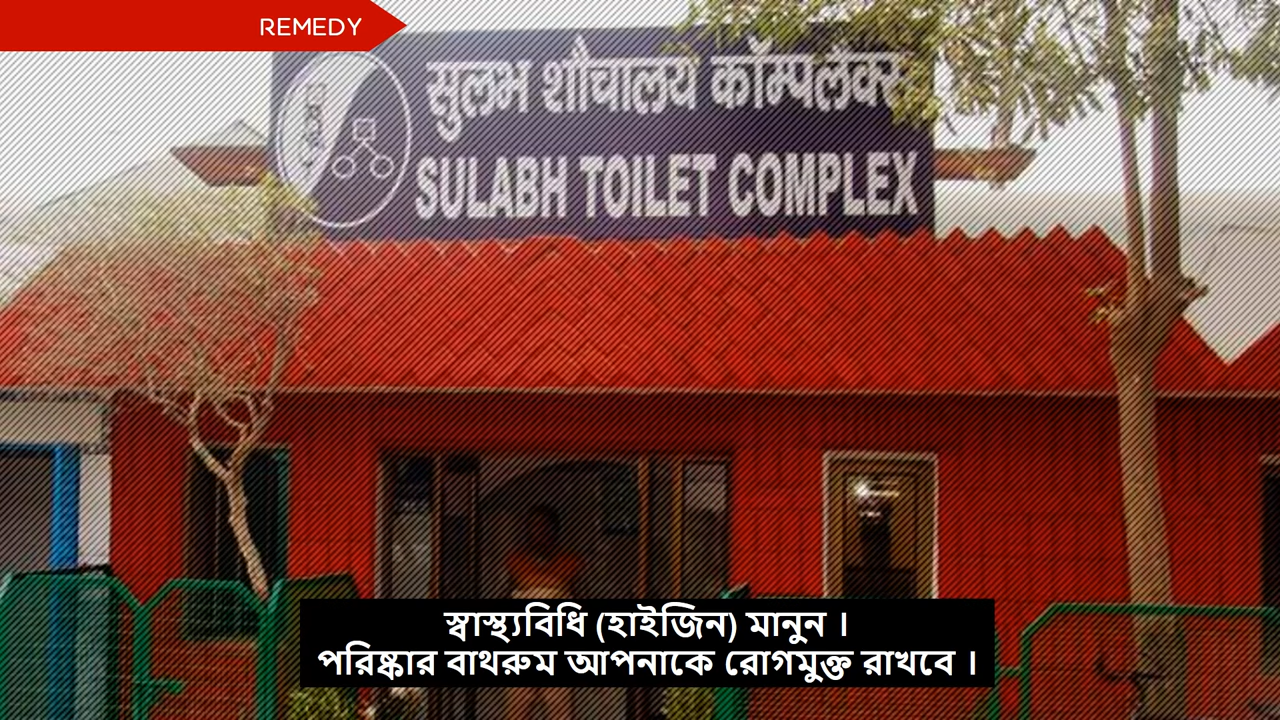 REMEDY
सुलभ शौचालय कॉम्पलेक्स
SULABH TOILET COMPLEX
স্বাস্থ্যবিধি (হাইজিন) মানুন ।
পরিষ্কার বাথরুম আপনাকে রোগমুক্ত রাখবে ।